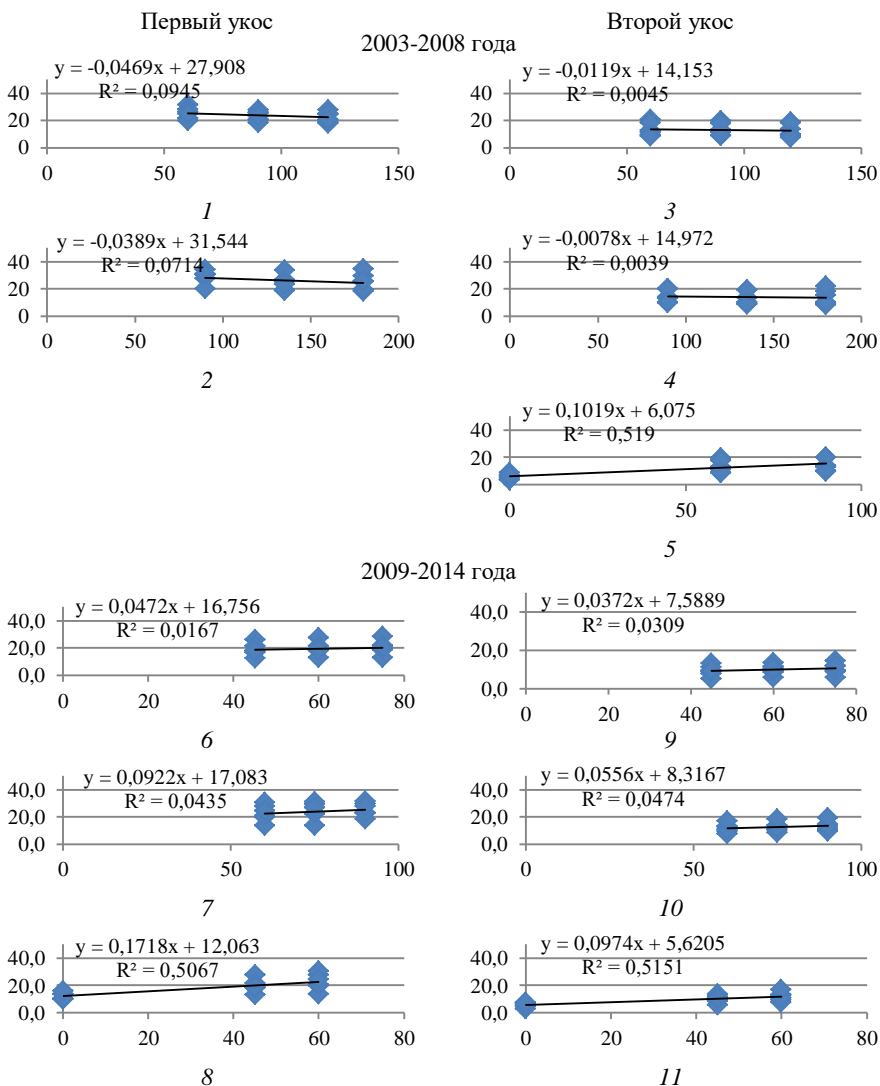 Первый укос
Второй укос
2003-2008 года
y = -0,0469x + 27,908
R² = 0,0945
40
20
0
0 50 100 150
1
y = -0,0119x + 14,153
R² = 0,0045
40
20
0
0 50 100 150
3
y = -0,0389x + 31,544
R² = 0,0714
40
20
0
0 50 100 150 200
2
y = -0,0078x + 14,972
R² = 0,0039
40
20
0
0 50 100 150 200
4
y = 0,1019x + 6,075
R² = 0,519
40
20
0
0 50 100
5
2009-2014 года
y = 0,0472x + 16,756
R² = 0,0167
40,0
20,0
0,0
0 20 40 60 80
6
y = 0,0372x + 7,5889
R² = 0,0309
40,0
20,0
0,0
0 20 40 60 80
9
y = 0,0922x + 17,083
R² = 0,0435
40,0
20,0
0,0
0 50 100
7
y = 0,0556x + 8,3167
R² = 0,0474
40,0
20,0
0,0
0 50 100
10
y = 0,1718x + 12,063
R² = 0,5067
40,0
20,0
0,0
0 20 40 60 80
8
y = 0,0974x + 5,6205
R² = 0,5151
40,0
20,0
0,0
0 20 40 60 80
11